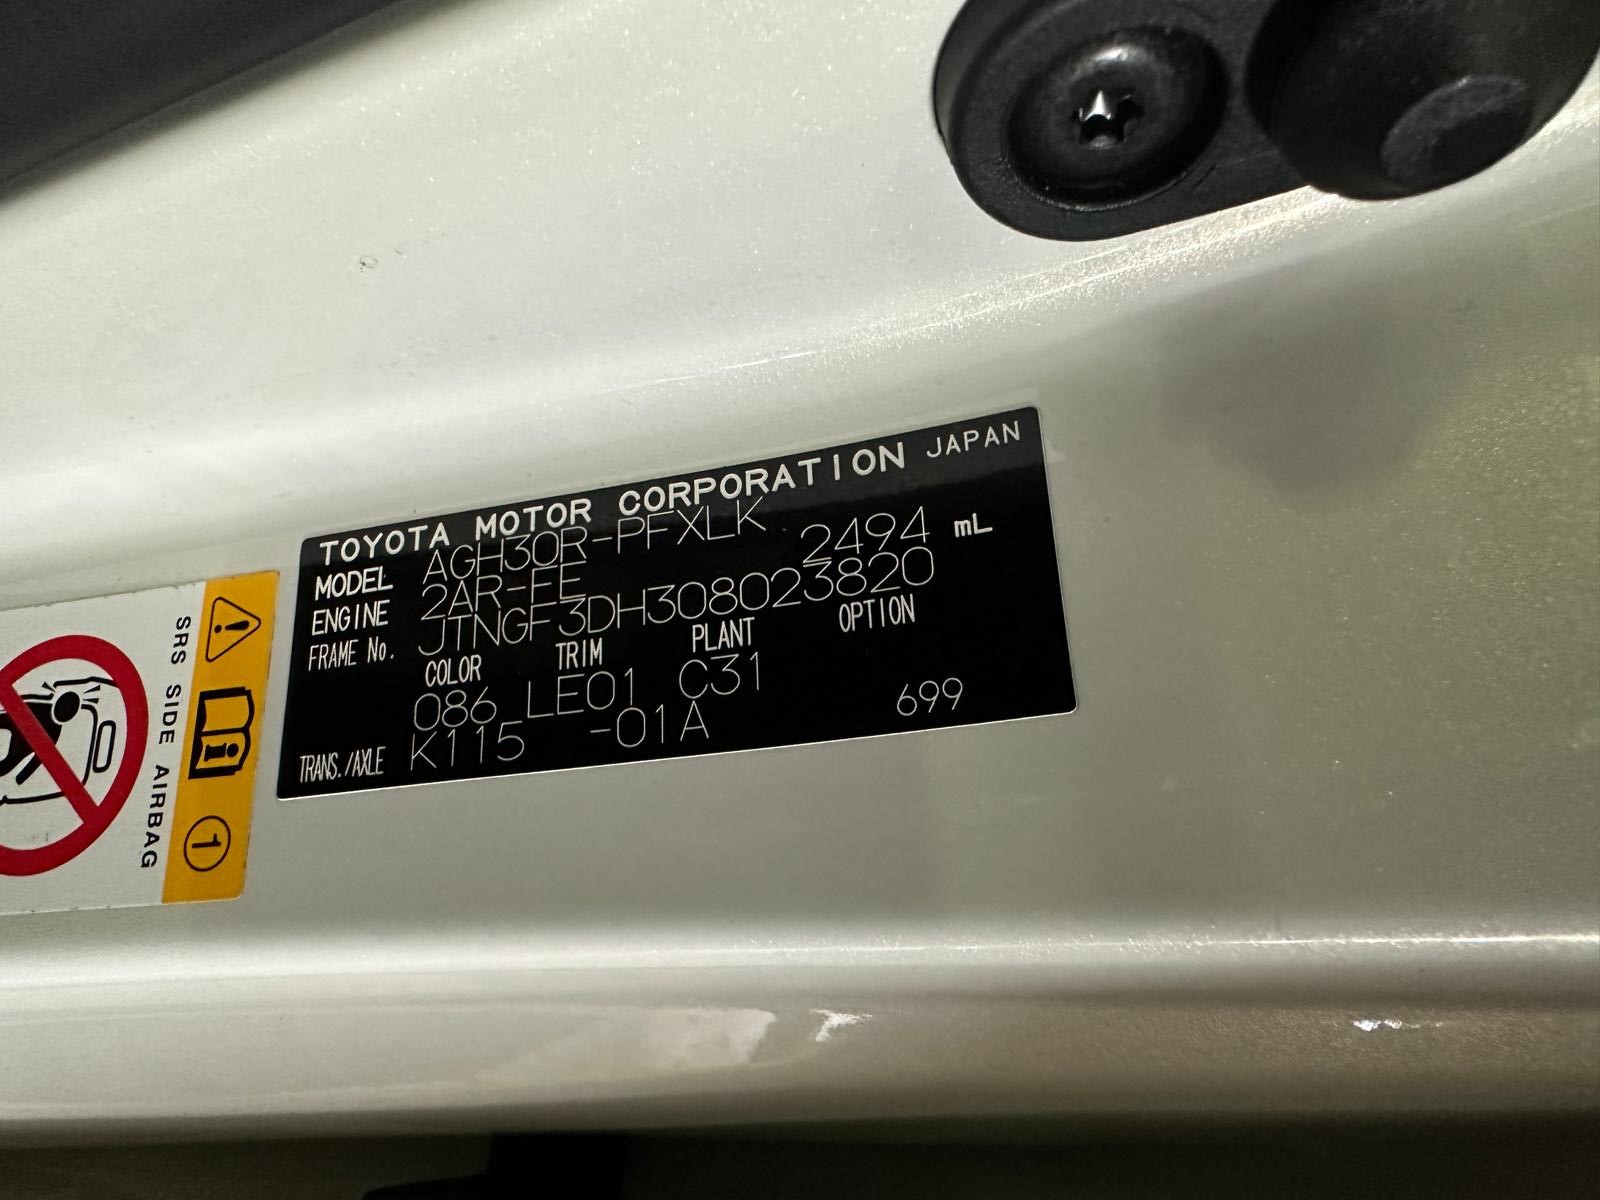 TOYOTA MOTOR CORPORATION JAPAN
MODEL AGH30R-PFXLK
ENGINE 2AR-FE 2494 mL
FRAME No. JTNGF3DH308023820
COLOR TRIM PLANT OPTION
086 LE01 C31
TRANS./AXLE K115 -01A 699
SRS SIDE AIRBAG
1